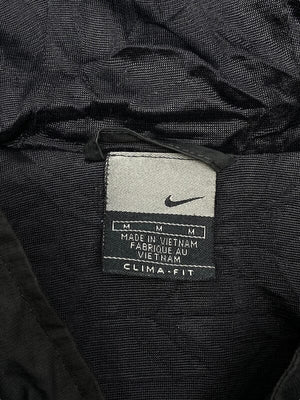 M M M
MADE IN VIETNAM
FABRIQUE AU
VIETNAM
CLIMA-FIT